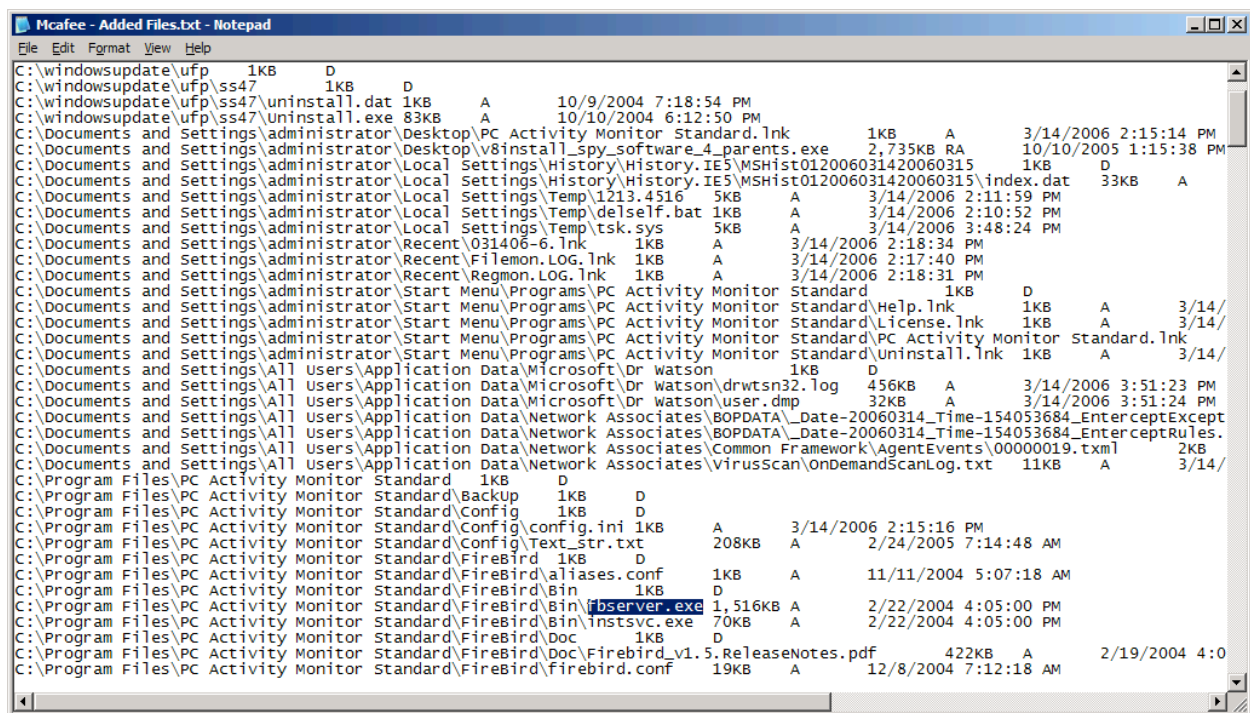 Mcafee - Added Files.txt - Notepad
File Edit Format View Help
C:\windowsupdate\ufp 1KB D
C:\windowsupdate\ufp\ss47 1KB D
C:\windowsupdate\ufp\ss47\uninstall.dat 1KB A 10/9/2004 7:18:54 PM
C:\windowsupdate\ufp\ss47\Uninstall.exe 83KB A 10/10/2004 6:12:50 PM
C:\Documents and Settings\administrator\Desktop\PC Activity Monitor Standard.lnk 1KB A 3/14/2006 2:15:14 PM
C:\Documents and Settings\administrator\Desktop\v8install_spy_software_4_parents.exe 2,735KB RA 10/10/2005 1:15:38 PM
C:\Documents and Settings\administrator\Local Settings\History\History.IE5\MSHist012006031420060315 1KB D
C:\Documents and Settings\administrator\Local Settings\History\History.IE5\MSHist012006031420060315\index.dat 33KB A
C:\Documents and Settings\administrator\Local Settings\Temp\1213.4516 5KB A 3/14/2006 2:11:59 PM
C:\Documents and Settings\administrator\Local Settings\Temp\delself.bat 1KB A 3/14/2006 2:10:52 PM
C:\Documents and Settings\administrator\Local Settings\Temp\tsk.sys 5KB A 3/14/2006 3:48:24 PM
C:\Documents and Settings\administrator\Recent\031406-6.lnk 1KB A 3/14/2006 2:18:34 PM
C:\Documents and Settings\administrator\Recent\Filemon.LOG.lnk 1KB A 3/14/2006 2:17:40 PM
C:\Documents and Settings\administrator\Recent\Regmon.LOG.lnk 1KB A 3/14/2006 2:18:31 PM
C:\Documents and Settings\administrator\Start Menu\Programs\PC Activity Monitor Standard 1KB D
C:\Documents and Settings\administrator\Start Menu\Programs\PC Activity Monitor Standard\Help.lnk 1KB A 3/14/
C:\Documents and Settings\administrator\Start Menu\Programs\PC Activity Monitor Standard\License.lnk 1KB A 3/14/
C:\Documents and Settings\administrator\Start Menu\Programs\PC Activity Monitor Standard\PC Activity Monitor Standard.lnk
C:\Documents and Settings\administrator\Start Menu\Programs\PC Activity Monitor Standard\Uninstall.lnk 1KB A 3/14/
C:\Documents and Settings\All Users\Application Data\Microsoft\Dr Watson 1KB D
C:\Documents and Settings\All Users\Application Data\Microsoft\Dr Watson\drwtsn32.log 456KB A 3/14/2006 3:51:23 PM
C:\Documents and Settings\All Users\Application Data\Microsoft\Dr Watson\user.dmp 32KB A 3/14/2006 3:51:24 PM
C:\Documents and Settings\All Users\Application Data\Network Associates\BOPDATA\_Date-20060314_Time-154053684_EnterceptExcept
C:\Documents and Settings\All Users\Application Data\Network Associates\BOPDATA\_Date-20060314_Time-154053684_EnterceptRules.
C:\Documents and Settings\All Users\Application Data\Network Associates\Common Framework\AgentEvents\00000019.txml 2KB
C:\Documents and Settings\All Users\Application Data\Network Associates\VirusScan\OnDemandScanLog.txt 11KB A 3/14/
C:\Program Files\PC Activity Monitor Standard 1KB D
C:\Program Files\PC Activity Monitor Standard\BackUp 1KB D
C:\Program Files\PC Activity Monitor Standard\Config 1KB D
C:\Program Files\PC Activity Monitor Standard\Config\config.ini 1KB A 3/14/2006 2:15:16 PM
C:\Program Files\PC Activity Monitor Standard\Config\Text_str.txt 208KB A 2/24/2005 7:14:48 AM
C:\Program Files\PC Activity Monitor Standard\FireBird 1KB D
C:\Program Files\PC Activity Monitor Standard\FireBird\aliases.conf 1KB A 11/11/2004 5:07:18 AM
C:\Program Files\PC Activity Monitor Standard\FireBird\Bin 1KB D
C:\Program Files\PC Activity Monitor Standard\FireBird\Bin\fbserver.exe 1,516KB A 2/22/2004 4:05:00 PM
C:\Program Files\PC Activity Monitor Standard\FireBird\Bin\instsvc.exe 70KB A 2/22/2004 4:05:00 PM
C:\Program Files\PC Activity Monitor Standard\FireBird\Doc 1KB D
C:\Program Files\PC Activity Monitor Standard\FireBird\Doc\Firebird_v1.5.ReleaseNotes.pdf 422KB A 2/19/2004 4:0
C:\Program Files\PC Activity Monitor Standard\FireBird\firebird.conf 19KB A 12/8/2004 7:12:18 AM